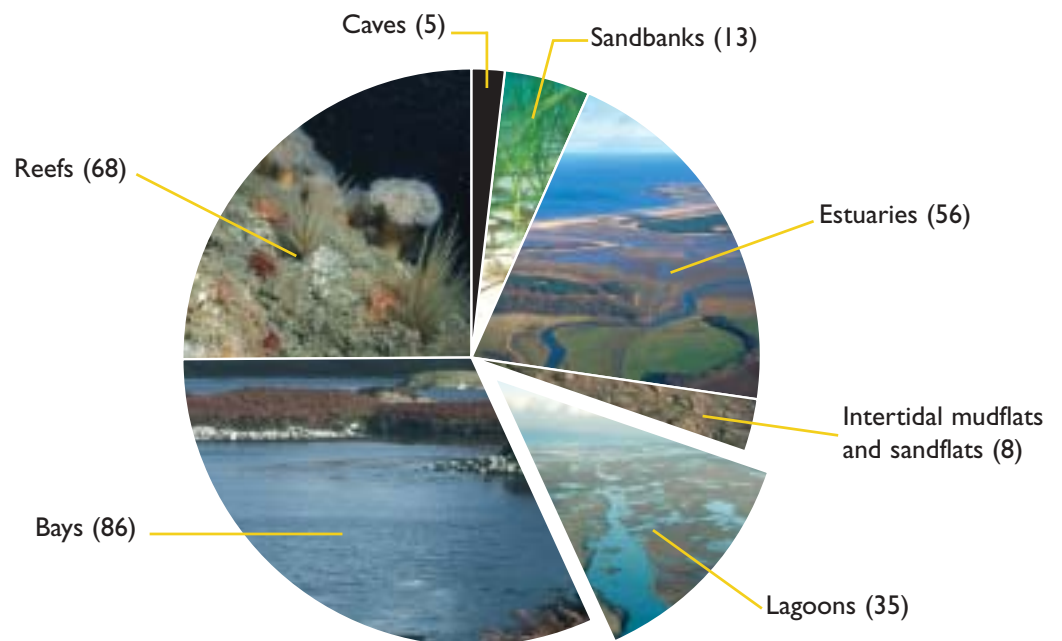 Caves (5)
Sandbanks (13)
Reefs (68)
Estuaries (56)
Intertidal mudflats
and sandflats (8)
Bays (86)
Lagoons (35)